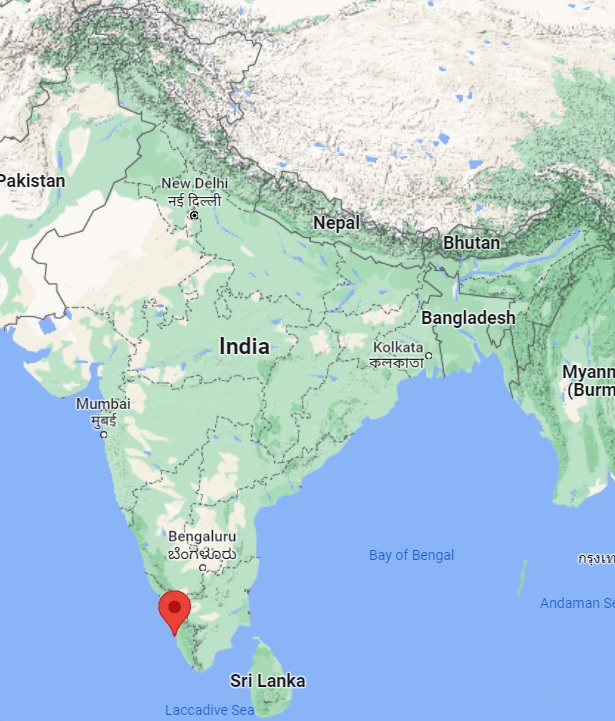 Pakistan
New Delhi
नई दिल्ली
Nepal
Bhutan
Bangladesh
India
Kolkata
কলকাতা
Myanm
(Burm
Mumbai
मुंबई
Bengaluru
ಬೆಂಗಳೂರು
Bay of Bengal
กรุงเท
Andaman Se
Sri Lanka
Laccadive Sea